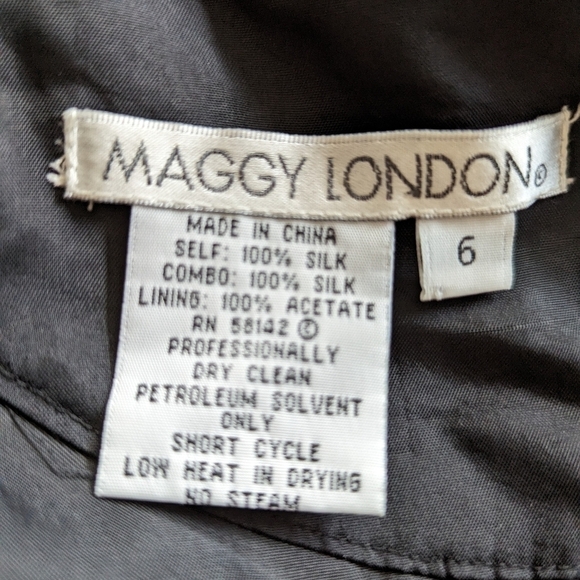 MAGGY LONDON©
6
MADE IN CHINA
SELF: 100% SILK
COMBO: 100% SILK
LINING: 100% ACETATE
RN 58142 ©
PROFESSIONALLY
DRY CLEAN
PETROLEUM SOLVENT
ONLY
SHORT CYCLE
LOW HEAT IN DRYING
NO STEAM